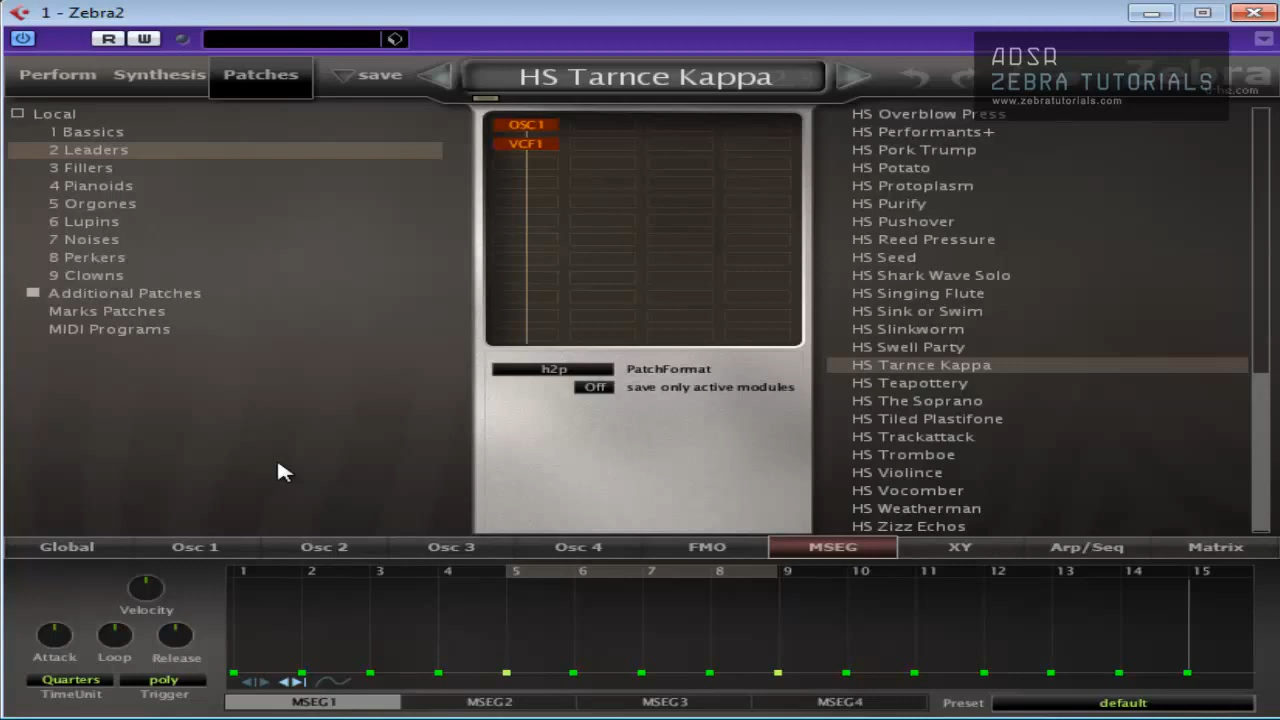 1 - Zebra2
R W
Perform Synthesis Patches save HS Tarnce Kappa
ADSR
ZEBRA TUTORIALS
www.zebratutorials.com
Local
1 Bassics
2 Leaders
3 Fillers
4 Pianoids
5 Orgones
6 Lupins
7 Noises
8 Perkers
9 Clowns
Additional Patches
Marks Patches
MIDI Programs
OSC1
VCF1
h2p PatchFormat
Off save only active modules
HS Overblow Press
HS Performants+
HS Pork Trump
HS Potato
HS Protoplasm
HS Purify
HS Pushover
HS Reed Pressure
HS Seed
HS Shark Wave Solo
HS Singing Flute
HS Sink or Swim
HS Slinkworm
HS Swell Party
HS Tarnce Kappa
HS Teapottery
HS The Soprano
HS Tiled Plastifone
HS Trackattack
HS Tromboe
HS Violince
HS Vocomber
HS Weatherman
HS Zizz Echos
Global Osc 1 Osc 2 Osc 3 Osc 4 FMO MSEG XY Arp/Seq Matrix
1 2 3 4 5 6 7 8 9 10 11 12 13 14 15
Velocity
Attack Loop Release
Quarters poly
TimeUnit Trigger
MSEG1 MSEG2 MSEG3 MSEG4 Preset default